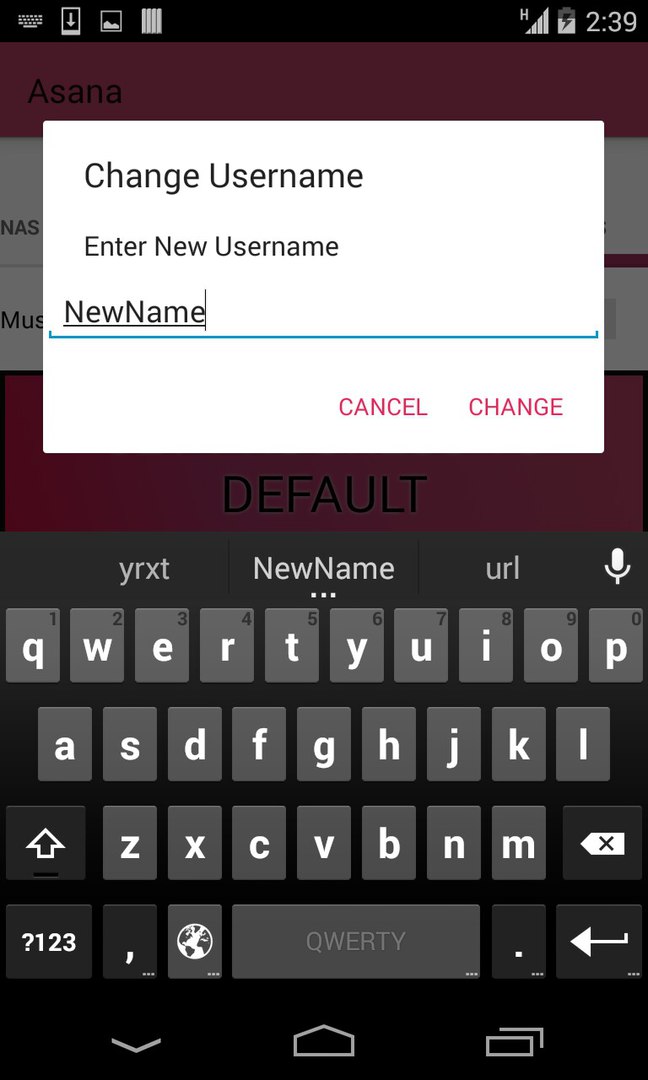 H 2:39
Asana
Change Username
NAS
Enter New Username
Mus
NewName
CANCEL CHANGE
DEFAULT
yrxt NewName url
1 2 3 4 5 6 7 8 9 0
q w e r t y u i o p
a s d f g h j k l
z x c v b n m
?123 , QWERTY .